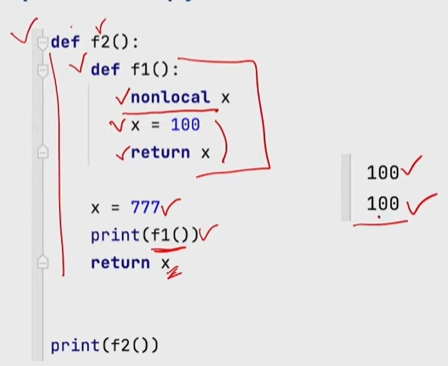 def f2():
    def f1():
        nonlocal x
        x = 100
        return x
    x = 777
    print(f1())
    return x
print(f2())
100
100